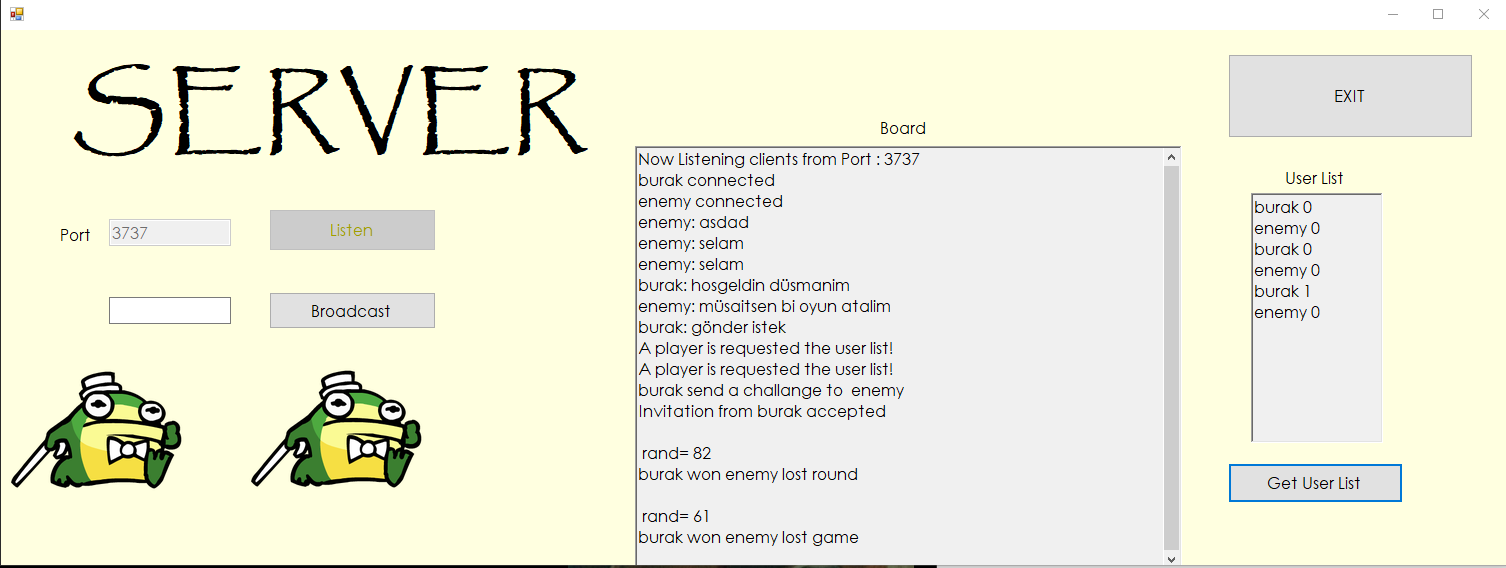 SERVER
Port
3737
Listen
Broadcast
Board
Now Listening clients from Port : 3737
burak connected
enemy connected
enemy: asdad
enemy: selam
enemy: selam
burak: hosgeldin düsmanim
enemy: müsaitsen bi oyun atalim
burak: gönder istek
A player is requested the user list!
A player is requested the user list!
burak send a challange to  enemy
Invitation from burak accepted
rand= 82
burak won enemy lost round
rand= 61
burak won enemy lost game
EXIT
User List
burak 0
enemy 0
burak 0
enemy 0
burak 1
enemy 0
Get User List